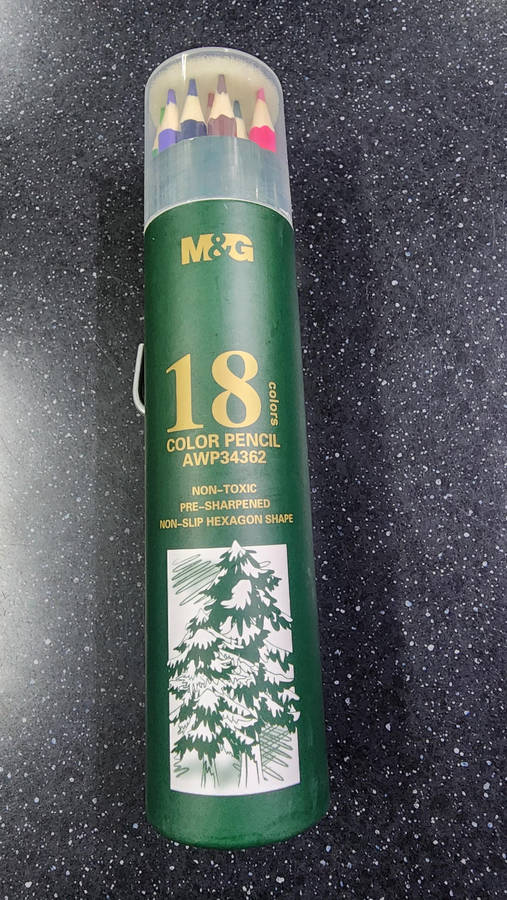 M&G
18 colors
COLOR PENCIL
AWP34362
NON-TOXIC
PRE-SHARPENED
NON-SLIP HEXAGON SHAPE